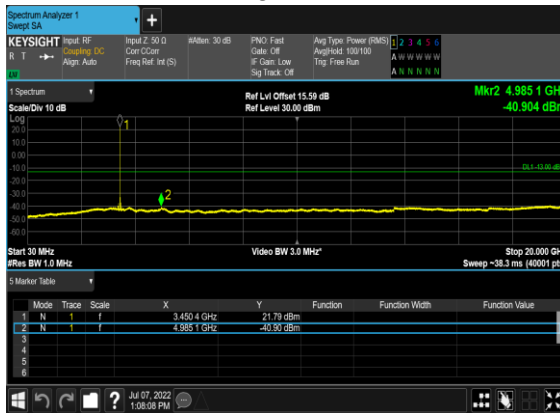 Spectrum Analyzer 1
Swept SA
KEYSIGHT Input: RF Input Z: 50 Ω #Atten: 30 dB PNO: Fast Avg Type: Power (RMS) 1 2 3 4 5 6
R T Coupling: DC Corr CCorr Gate: Off Avg|Hold: 100/100 A W W W W W
Align: Auto Freq Ref: Int (S) IF Gain: Low Trig: Free Run
Sig Track: Off A N N N N N
1 Spectrum Ref Lvl Offset 15.59 dB Mkr2 4.985 1 GH
Scale/Div 10 dB Ref Level 30.00 dBm -40.904 dB
Log
1
20.0
10.0
0.00
-10.0
DL1 -13.00 dB
-20.0
-30.0
2
-40.0
-50.0
-60.0
Start 30 MHz Video BW 3.0 MHz* Stop 20.000 GH
#Res BW 1.0 MHz Sweep ~38.3 ms (40001 pt
5 Marker Table
Mode Trace Scale X Y Function Function Width Function Value
1 N 1 f 3.450 4 GHz 21.79 dBm
2 N 1 f 4.985 1 GHz -40.90 dBm
3
4
5
6
? Jul 07, 2022
1:08:08 PM